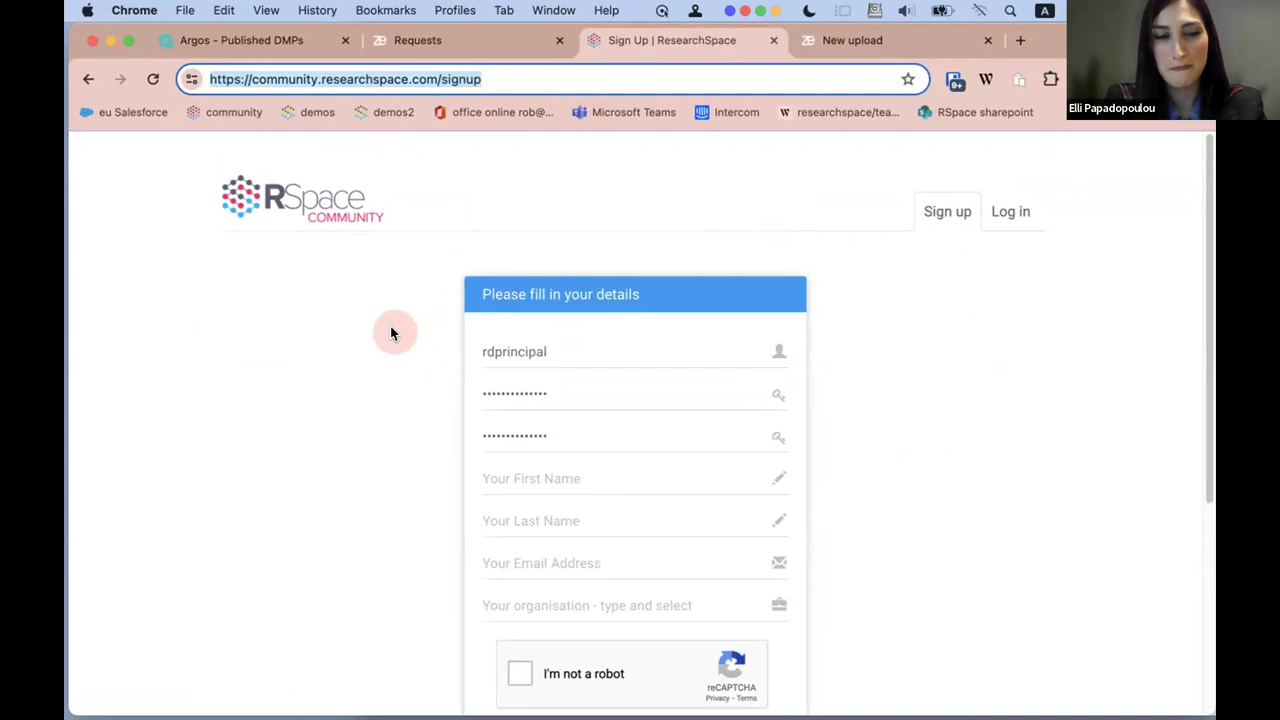 Chrome File Edit View History Bookmarks Profiles Tab Window Help A
Argos - Published DMPs Requests Sign Up | ResearchSpace New upload
https://community.researchspace.com/signup 9+ W
eu Salesforce community demos demos2 office online rob@... Microsoft Teams Intercom researchspace/tea... RSpace sharepoint
Elli Papadopoulou
RSpace
COMMUNITY
Sign up Log in
Please fill in your details
rdprincipal
Your First Name
Your Last Name
Your Email Address
Your organisation - type and select
I'm not a robot
reCAPTCHA
Privacy - Terms